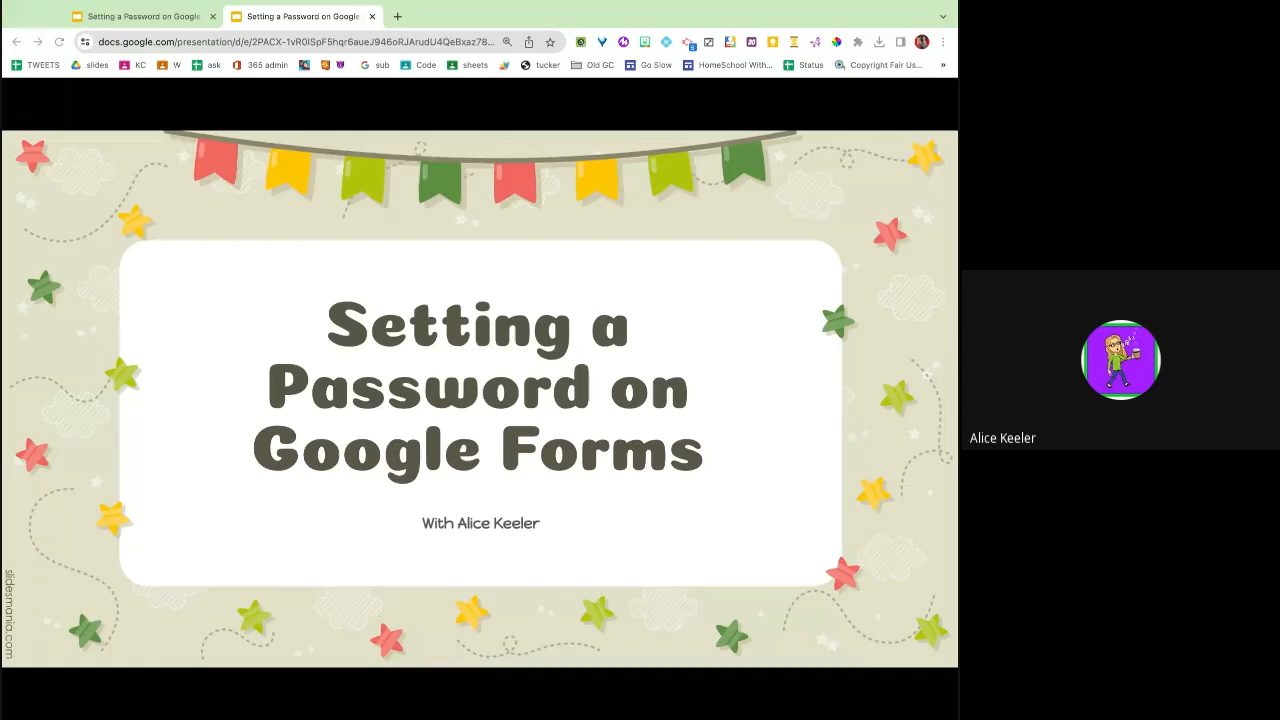 Setting a Password on Google
Setting a Password on Google
docs.google.com/presentation/d/e/2PACX-1vR0ISpF5hqr6aueJ946oRJArudU4QeBxaz78...
TWEETS slides KC W ask 365 admin sub Code sheets tucker Old GC Go Slow HomeSchool With... Status Copyright Fair Us... »
Setting a
Password on
Google Forms
With Alice Keeler
slidesmania.com
Alice Keeler